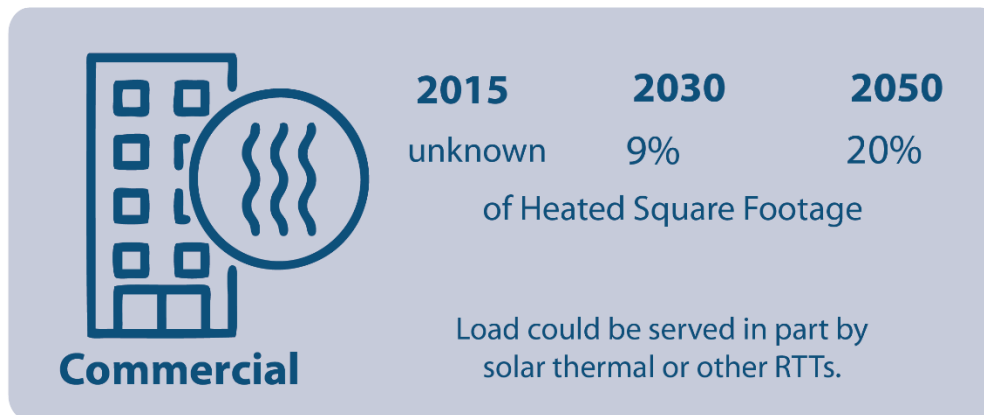 2015 2030 2050
unknown 9% 20%
of Heated Square Footage
Load could be served in part by
solar thermal or other RTTs.
Commercial